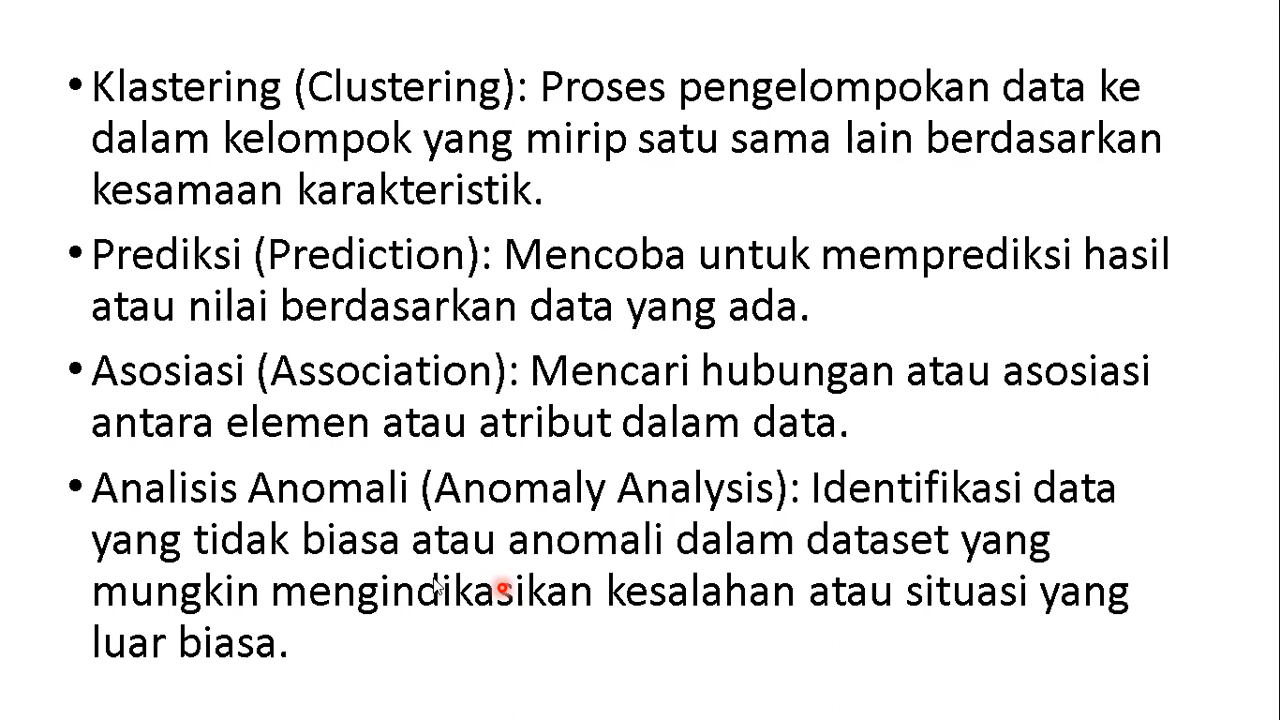 • Klastering (Clustering): Proses pengelompokan data ke
dalam kelompok yang mirip satu sama lain berdasarkan
kesamaan karakteristik.
• Prediksi (Prediction): Mencoba untuk memprediksi hasil
atau nilai berdasarkan data yang ada.
• Asosiasi (Association): Mencari hubungan atau asosiasi
antara elemen atau atribut dalam data.
• Analisis Anomali (Anomaly Analysis): Identifikasi data
yang tidak biasa atau anomali dalam dataset yang
mungkin mengindikasikan kesalahan atau situasi yang
luar biasa.